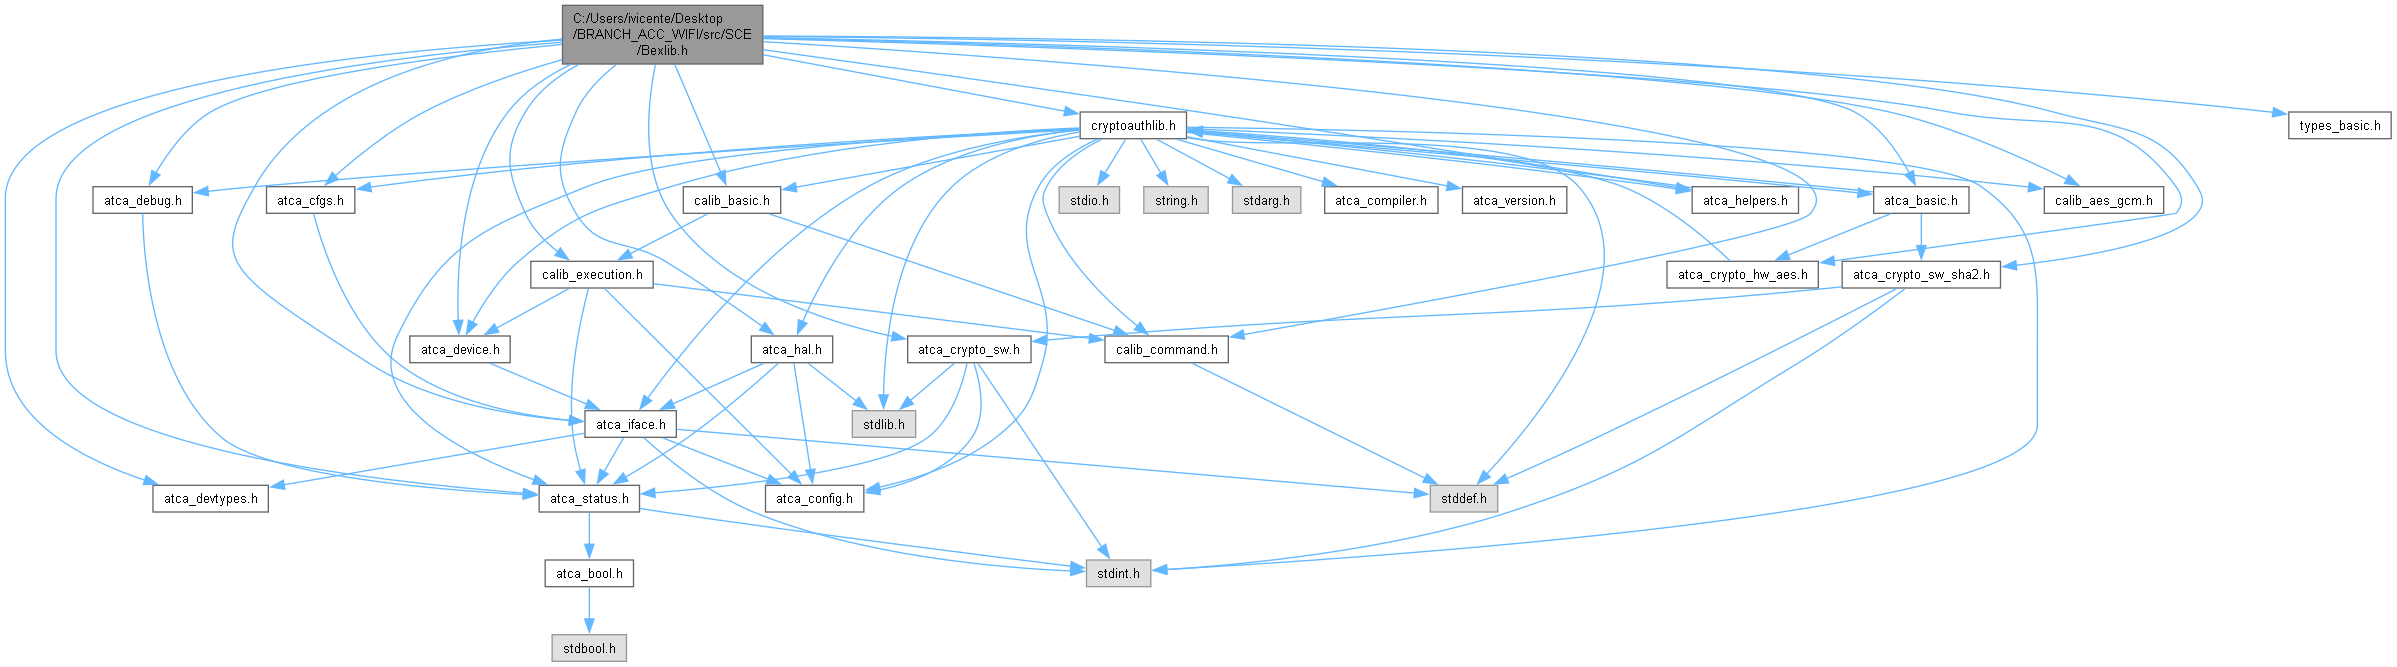 C:/Users/ivicente/Desktop
/BRANCH_ACC_WIFI/src/SCE
/Bexlib.h
cryptoauthlib.h
types_basic.h
atca_debug.h
atca_cfgs.h
calib_basic.h
stdio.h
string.h
stdarg.h
atca_compiler.h
atca_version.h
atca_helpers.h
atca_basic.h
calib_aes_gcm.h
calib_execution.h
atca_crypto_hw_aes.h
atca_crypto_sw_sha2.h
atca_device.h
atca_hal.h
atca_crypto_sw.h
calib_command.h
atca_iface.h
stdlib.h
atca_devtypes.h
atca_status.h
atca_config.h
stddef.h
atca_bool.h
stdint.h
stdbool.h